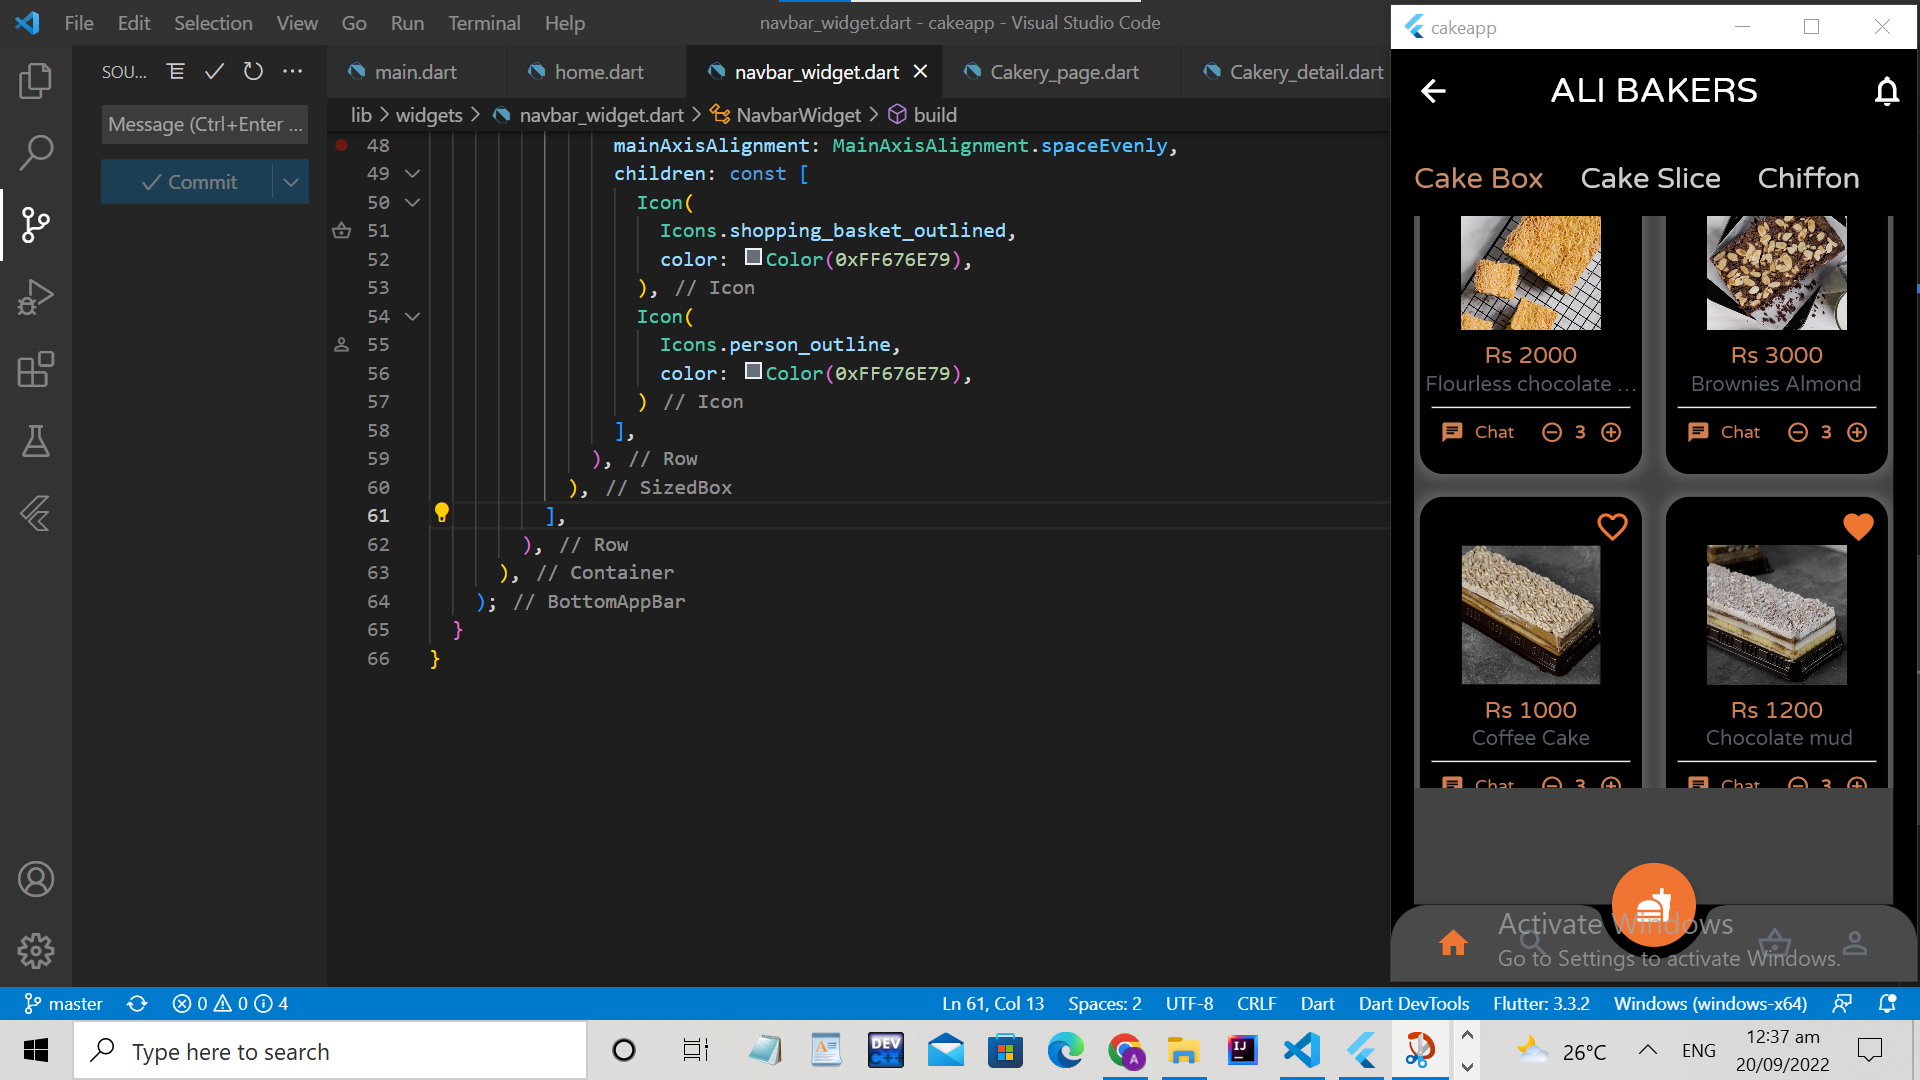 File Edit Selection View Go Run Terminal Help
navbar_widget.dart - cakeapp - Visual Studio Code
SOU...
Message (Ctrl+Enter ...
Commit
main.dart
home.dart
navbar_widget.dart
Cakery_page.dart
Cakery_detail.dart
lib > widgets > navbar_widget.dart > NavbarWidget > build
48 mainAxisAlignment: MainAxisAlignment.spaceEvenly,
49 children: const [
50 Icon(
51 Icons.shopping_basket_outlined,
52 color: Color(0xFF676E79),
53 ), // Icon
54 Icon(
55 Icons.person_outline,
56 color: Color(0xFF676E79),
57 ) // Icon
58 ],
59 ), // Row
60 ), // SizedBox
61 ],
62 ), // Row
63 ), // Container
64 ); // BottomAppBar
65 }
66 }
cakeapp
ALI BAKERS
Cake Box Cake Slice Chiffon
Rs 2000 Rs 3000
Flourless chocolate ... Brownies Almond
Chat 3 Chat 3
Rs 1000 Rs 1200
Coffee Cake Chocolate mud
Chat 3 Chat 3
Activate Windows
Go to Settings to activate Windows.
master 0 0 4
Ln 61, Col 13 Spaces: 2 UTF-8 CRLF Dart Dart DevTools Flutter: 3.3.2 Windows (windows-x64)
Type here to search
DEV
C++
A
IJ
26°C
ENG
12:37 am
20/09/2022